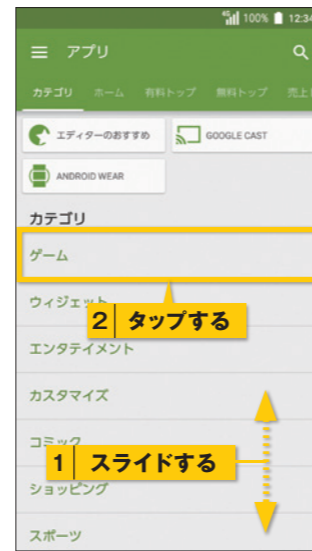 4G 100% 12:34
アプリ
カテゴリ ホーム 有料トップ 無料トップ 売上
エディターのおすすめ GOOGLE CAST
ANDROID WEAR
カテゴリ
ゲーム
ウィジェット
2 タップする
エンタテイメント
カスタマイズ
コミック
1 スライドする
ショッピング
スポーツ